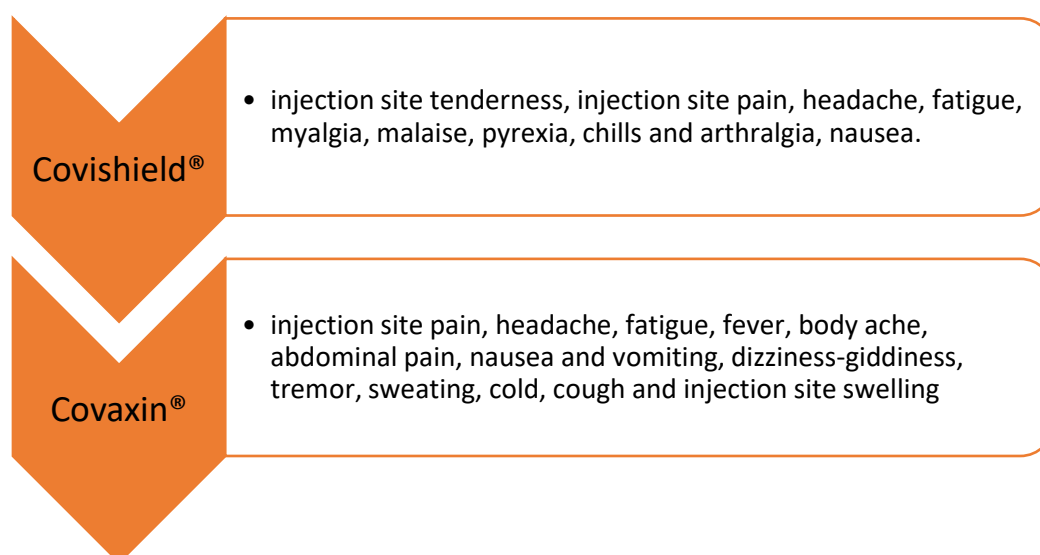 Covishield®
• injection site tenderness, injection site pain, headache, fatigue,
myalgia, malaise, pyrexia, chills and arthralgia, nausea.
Covaxin®
• injection site pain, headache, fatigue, fever, body ache,
abdominal pain, nausea and vomiting, dizziness-giddiness,
tremor, sweating, cold, cough and injection site swelling